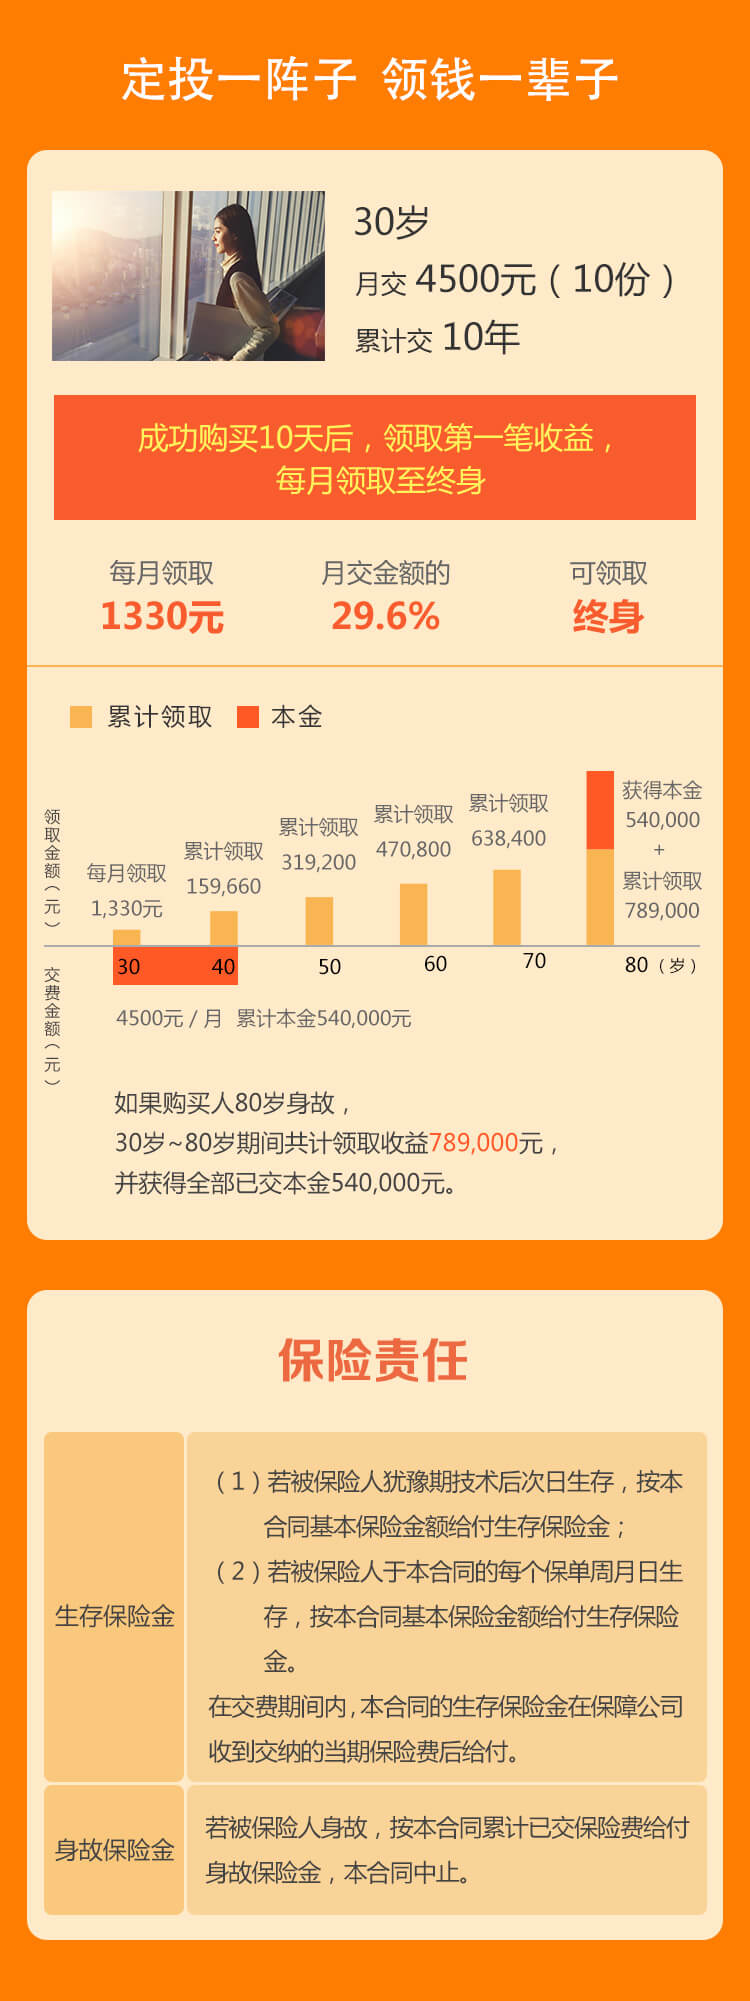 定投一阵子 领钱一辈子
30岁
月交 4500元（10份）
累计交 10年
成功购买10天后，领取第一笔收益，
每月领取至终身
每月领取 月交金额的 可领取
1330元 29.6% 终身
累计领取 本金
领取金额（元）
每月领取
1,330元
累计领取
159,660
累计领取
319,200
累计领取
470,800
累计领取
638,400
获得本金
540,000
+
累计领取
789,000
30 40 50 60 70 80（岁）
交费金额（元）
4500元 / 月 累计本金540,000元
如果购买人80岁身故，
30岁~80岁期间共计领取收益789,000元，
并获得全部已交本金540,000元。
保险责任
生存保险金
（1）若被保险人犹豫期技术后次日生存，按本
合同基本保险金额给付生存保险金；
（2）若被保险人于本合同的每个保单周月日生
存，按本合同基本保险金额给付生存保险
金。
在交费期间内，本合同的生存保险金在保障公司
收到交纳的当期保险费后给付。
身故保险金
若被保险人身故，按本合同累计已交保险费给付
身故保险金，本合同中止。